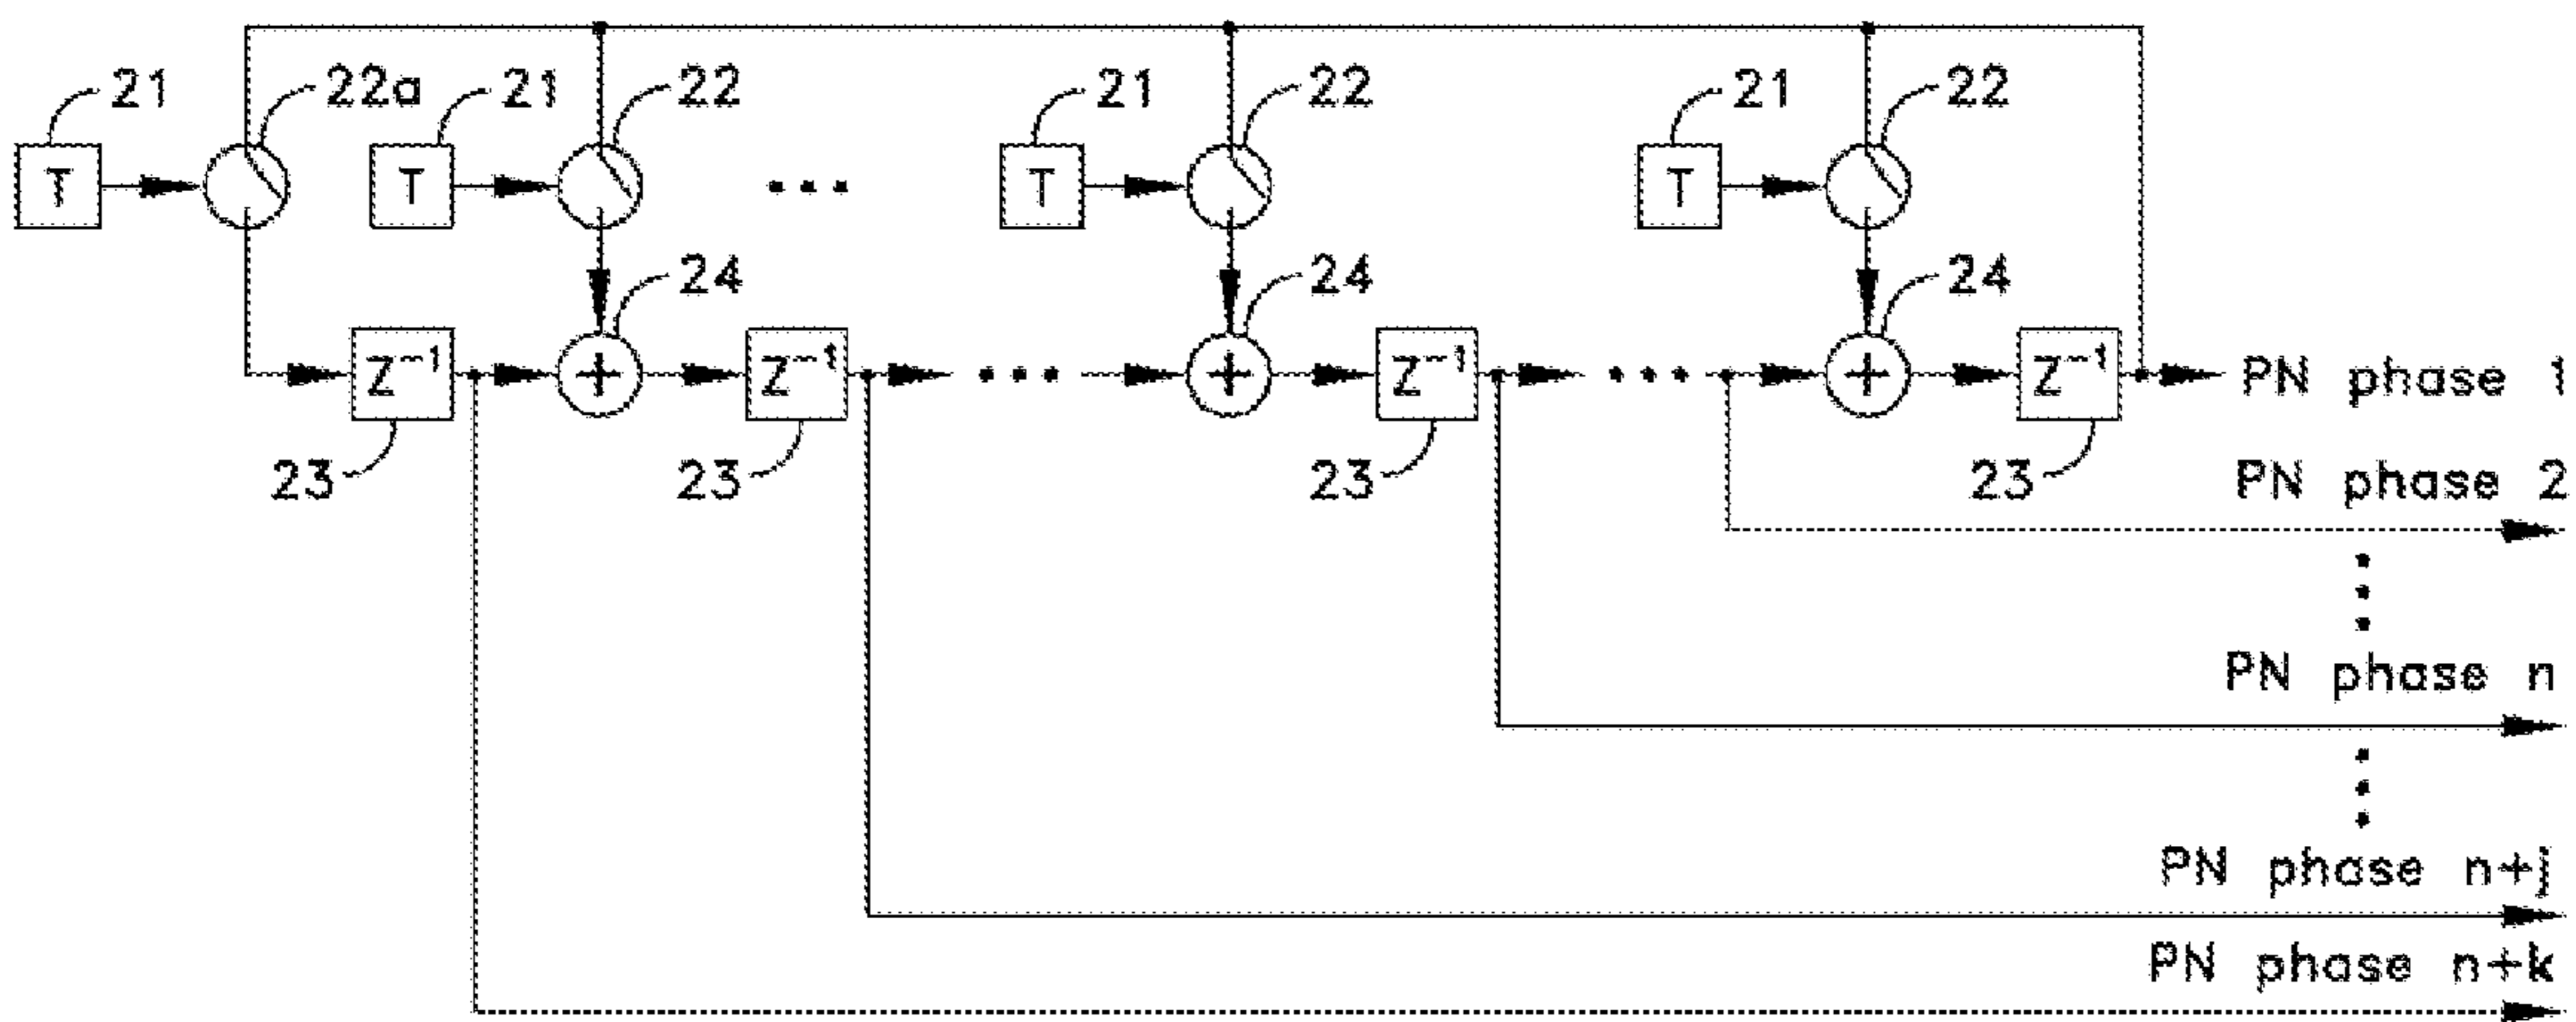 21 22a 21 22 21 22 21 22
T T ... T T
24 24 24
Z⁻¹ + Z⁻¹ ... + Z⁻¹ ... + Z⁻¹ PN phase 1
23 23 23 23 PN phase 2
PN phase n
PN phase n+j
PN phase n+k